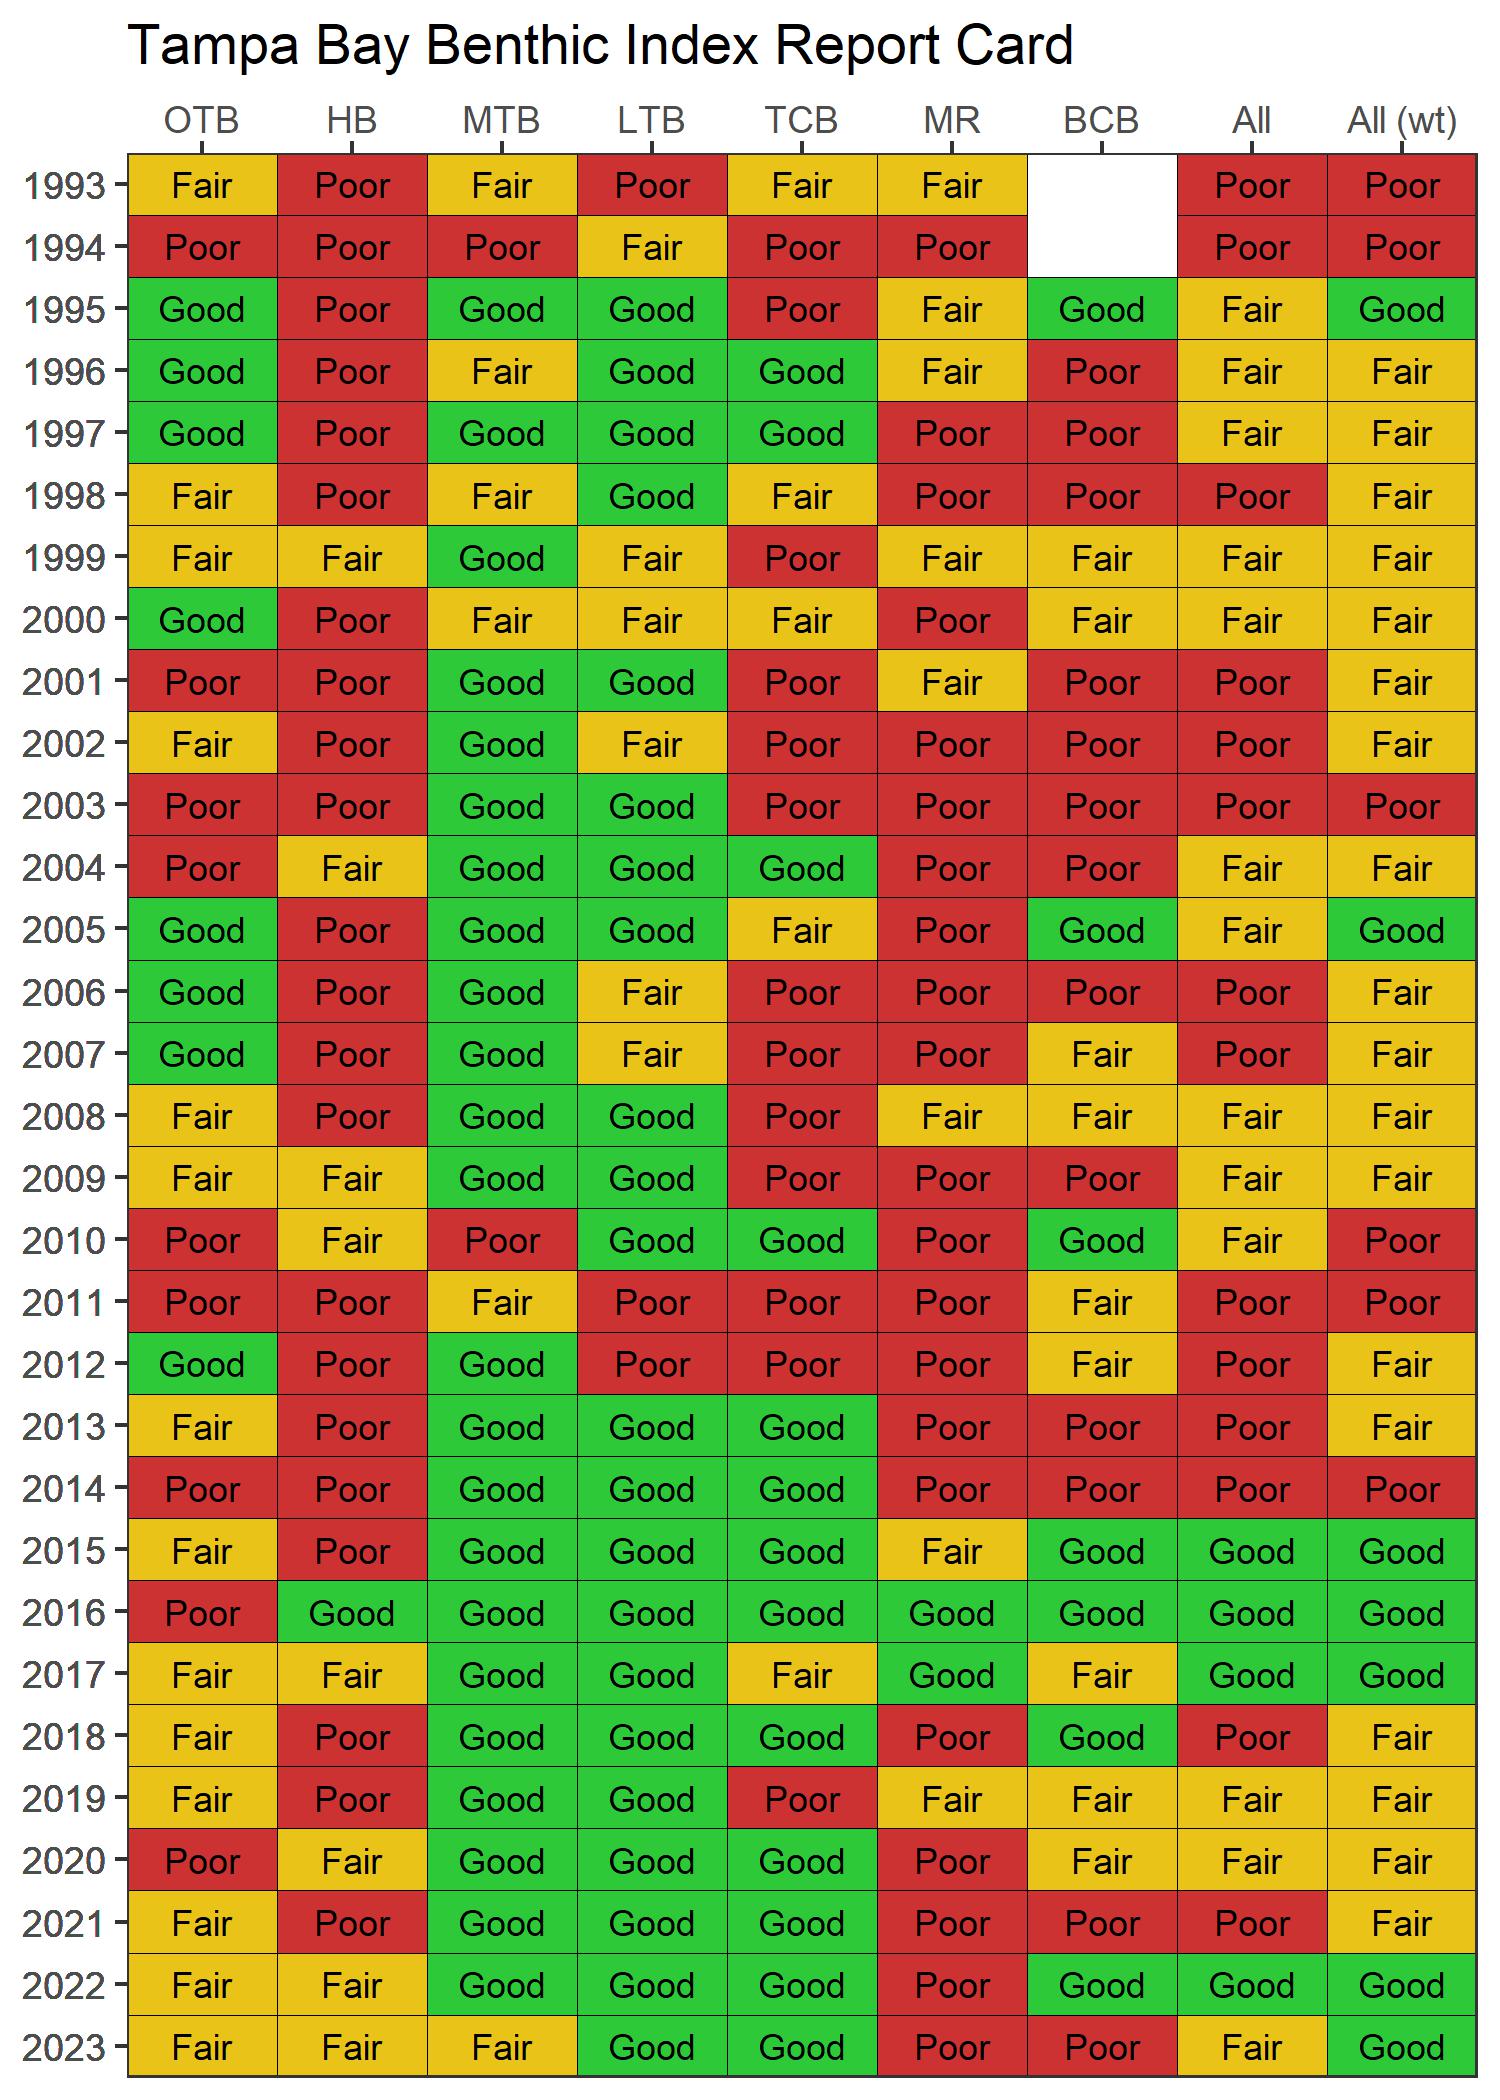 Tampa Bay Benthic Index Report Card
OTB HB MTB LTB TCB MR BCB All All (wt)
1993 Fair Poor Fair Poor Fair Fair Poor Poor
1994 Poor Poor Poor Fair Poor Poor Poor Poor
1995 Good Poor Good Good Poor Fair Good Fair Good
1996 Good Poor Fair Good Good Fair Poor Fair Fair
1997 Good Poor Good Good Good Poor Poor Fair Fair
1998 Fair Poor Fair Good Fair Poor Poor Poor Fair
1999 Fair Fair Good Fair Poor Fair Fair Fair Fair
2000 Good Poor Fair Fair Fair Poor Fair Fair Fair
2001 Poor Poor Good Good Poor Fair Poor Poor Fair
2002 Fair Poor Good Fair Poor Poor Poor Poor Fair
2003 Poor Poor Good Good Poor Poor Poor Poor Poor
2004 Poor Fair Good Good Good Poor Poor Fair Fair
2005 Good Poor Good Good Fair Poor Good Fair Good
2006 Good Poor Good Fair Poor Poor Poor Poor Fair
2007 Good Poor Good Fair Poor Poor Fair Poor Fair
2008 Fair Poor Good Good Poor Fair Fair Fair Fair
2009 Fair Fair Good Good Poor Poor Poor Fair Fair
2010 Poor Fair Poor Good Good Poor Good Fair Poor
2011 Poor Poor Fair Poor Poor Poor Fair Poor Poor
2012 Good Poor Good Poor Poor Poor Fair Poor Fair
2013 Fair Poor Good Good Good Poor Poor Poor Fair
2014 Poor Poor Good Good Good Poor Poor Poor Poor
2015 Fair Poor Good Good Good Fair Good Good Good
2016 Poor Good Good Good Good Good Good Good Good
2017 Fair Fair Good Good Fair Good Fair Good Good
2018 Fair Poor Good Good Good Poor Good Poor Fair
2019 Fair Poor Good Good Poor Fair Fair Fair Fair
2020 Poor Fair Good Good Good Poor Fair Fair Fair
2021 Fair Poor Good Good Good Poor Poor Poor Fair
2022 Fair Fair Good Good Good Poor Good Good Good
2023 Fair Fair Fair Good Good Poor Poor Fair Good